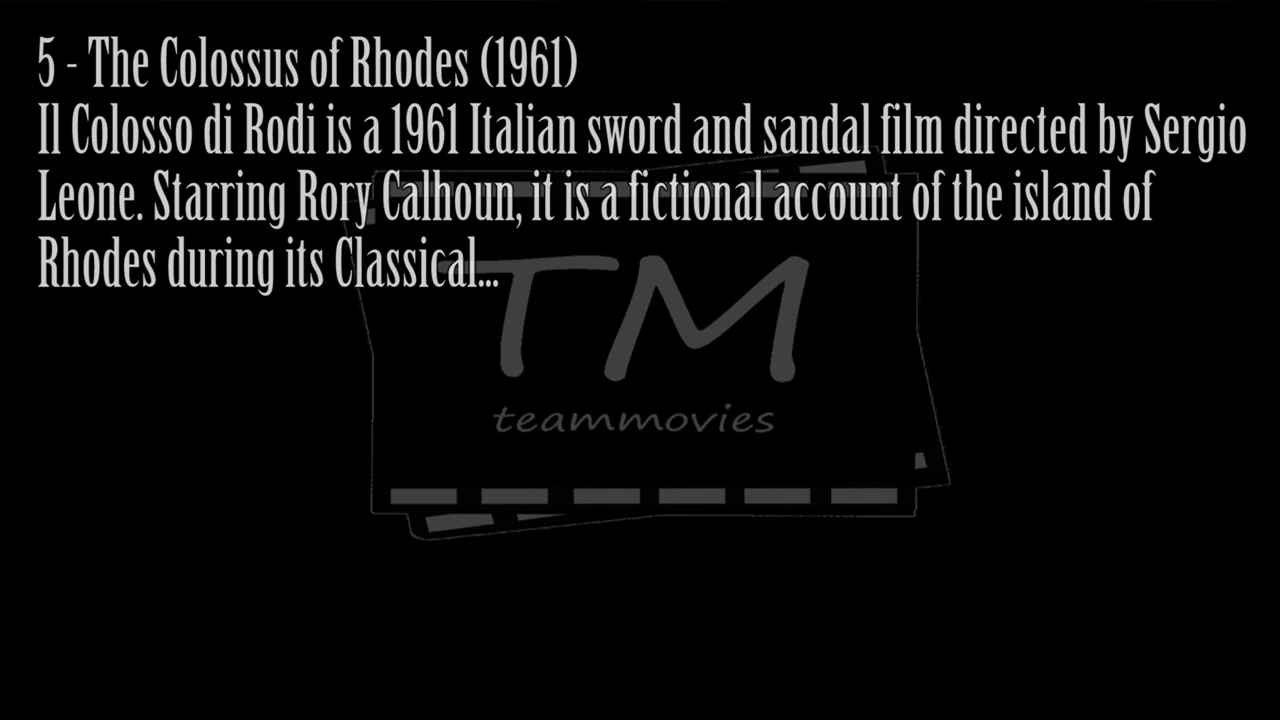 5 - The Colossus of Rhodes (1961)
Il Colosso di Rodi is a 1961 Italian sword and sandal film directed by Sergio
Leone. Starring Rory Calhoun, it is a fictional account of the island of
Rhodes during its Classical...
TM
teammovies